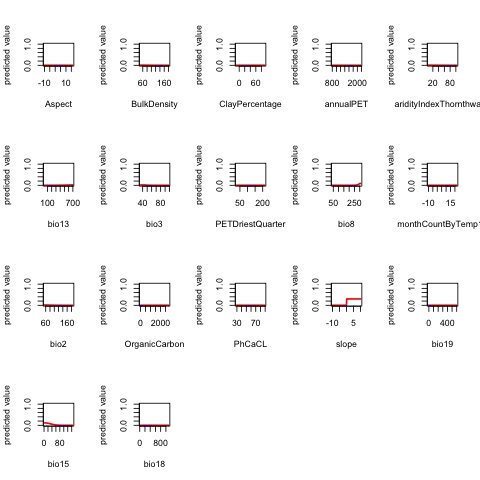 predicted value 0.0 1.0 -10 10 Aspect
predicted value 0.0 1.0 60 160 BulkDensity
predicted value 0.0 1.0 0 60 ClayPercentage
predicted value 0.0 1.0 800 2000 annualPET
predicted value 0.0 1.0 20 80 aridityIndexThornthwa
predicted value 0.0 1.0 100 700 bio13
predicted value 0.0 1.0 40 80 bio3
predicted value 0.0 1.0 50 200 PETDriestQuarter
predicted value 0.0 1.0 50 250 bio8
predicted value 0.0 1.0 -10 15 monthCountByTemp1
predicted value 0.0 1.0 60 160 bio2
predicted value 0.0 1.0 0 2000 OrganicCarbon
predicted value 0.0 1.0 30 70 PhCaCL
predicted value 0.0 1.0 -10 5 slope
predicted value 0.0 1.0 0 400 bio19
predicted value 0.0 1.0 0 80 bio15
predicted value 0.0 1.0 0 800 bio18